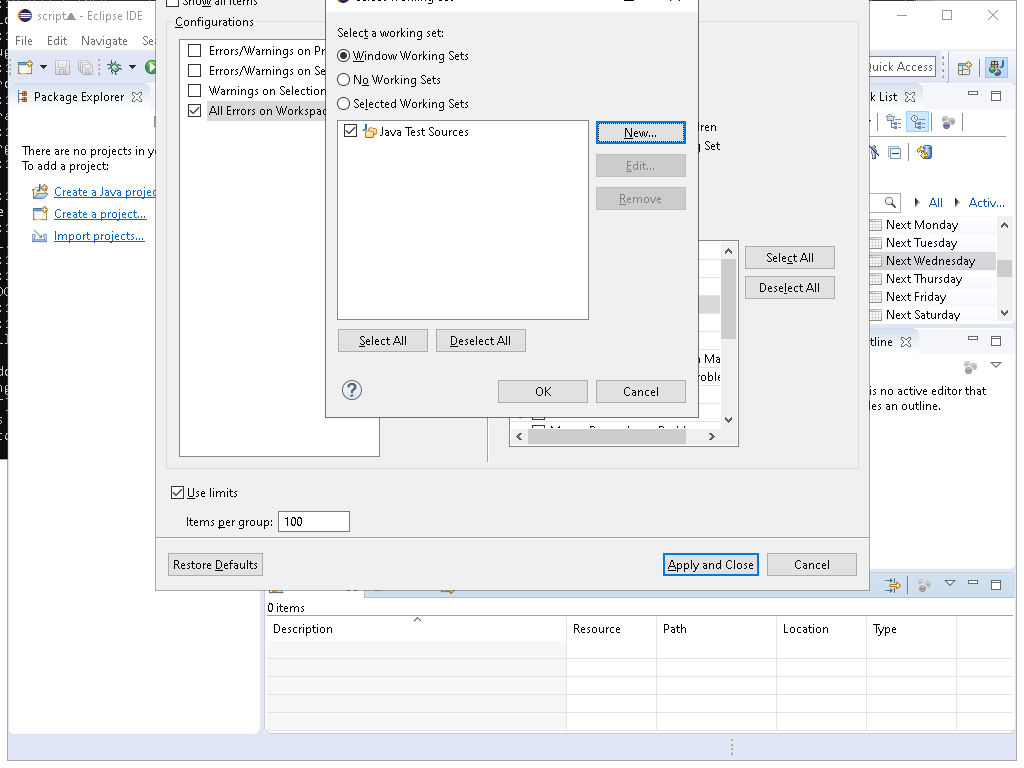 script▲ - Eclipse IDE
Show all items
Select Working Set
File Edit Navigate Se
Configurations
Select a working set:
Errors/Warnings on Pr
Window Working Sets
Quick Access
Errors/Warnings on Se
No Working Sets
Warnings on Selection
Selected Working Sets
Package Explorer
k List
All Errors on Workspac
Java Test Sources
New...
ren
Set
There are no projects in y
To add a project:
Edit...
Create a Java projec
Remove
All Activ...
Create a project...
Next Monday
Import projects...
Next Tuesday
Select All
Next Wednesday
Next Thursday
Deselect All
Next Friday
Next Saturday
Select All
Deselect All
tline
Ma
roble
OK
Cancel
is no active editor that
les an outline.
Use limits
Items per group: 100
Restore Defaults
Apply and Close
Cancel
0 items
Description Resource Path Location Type